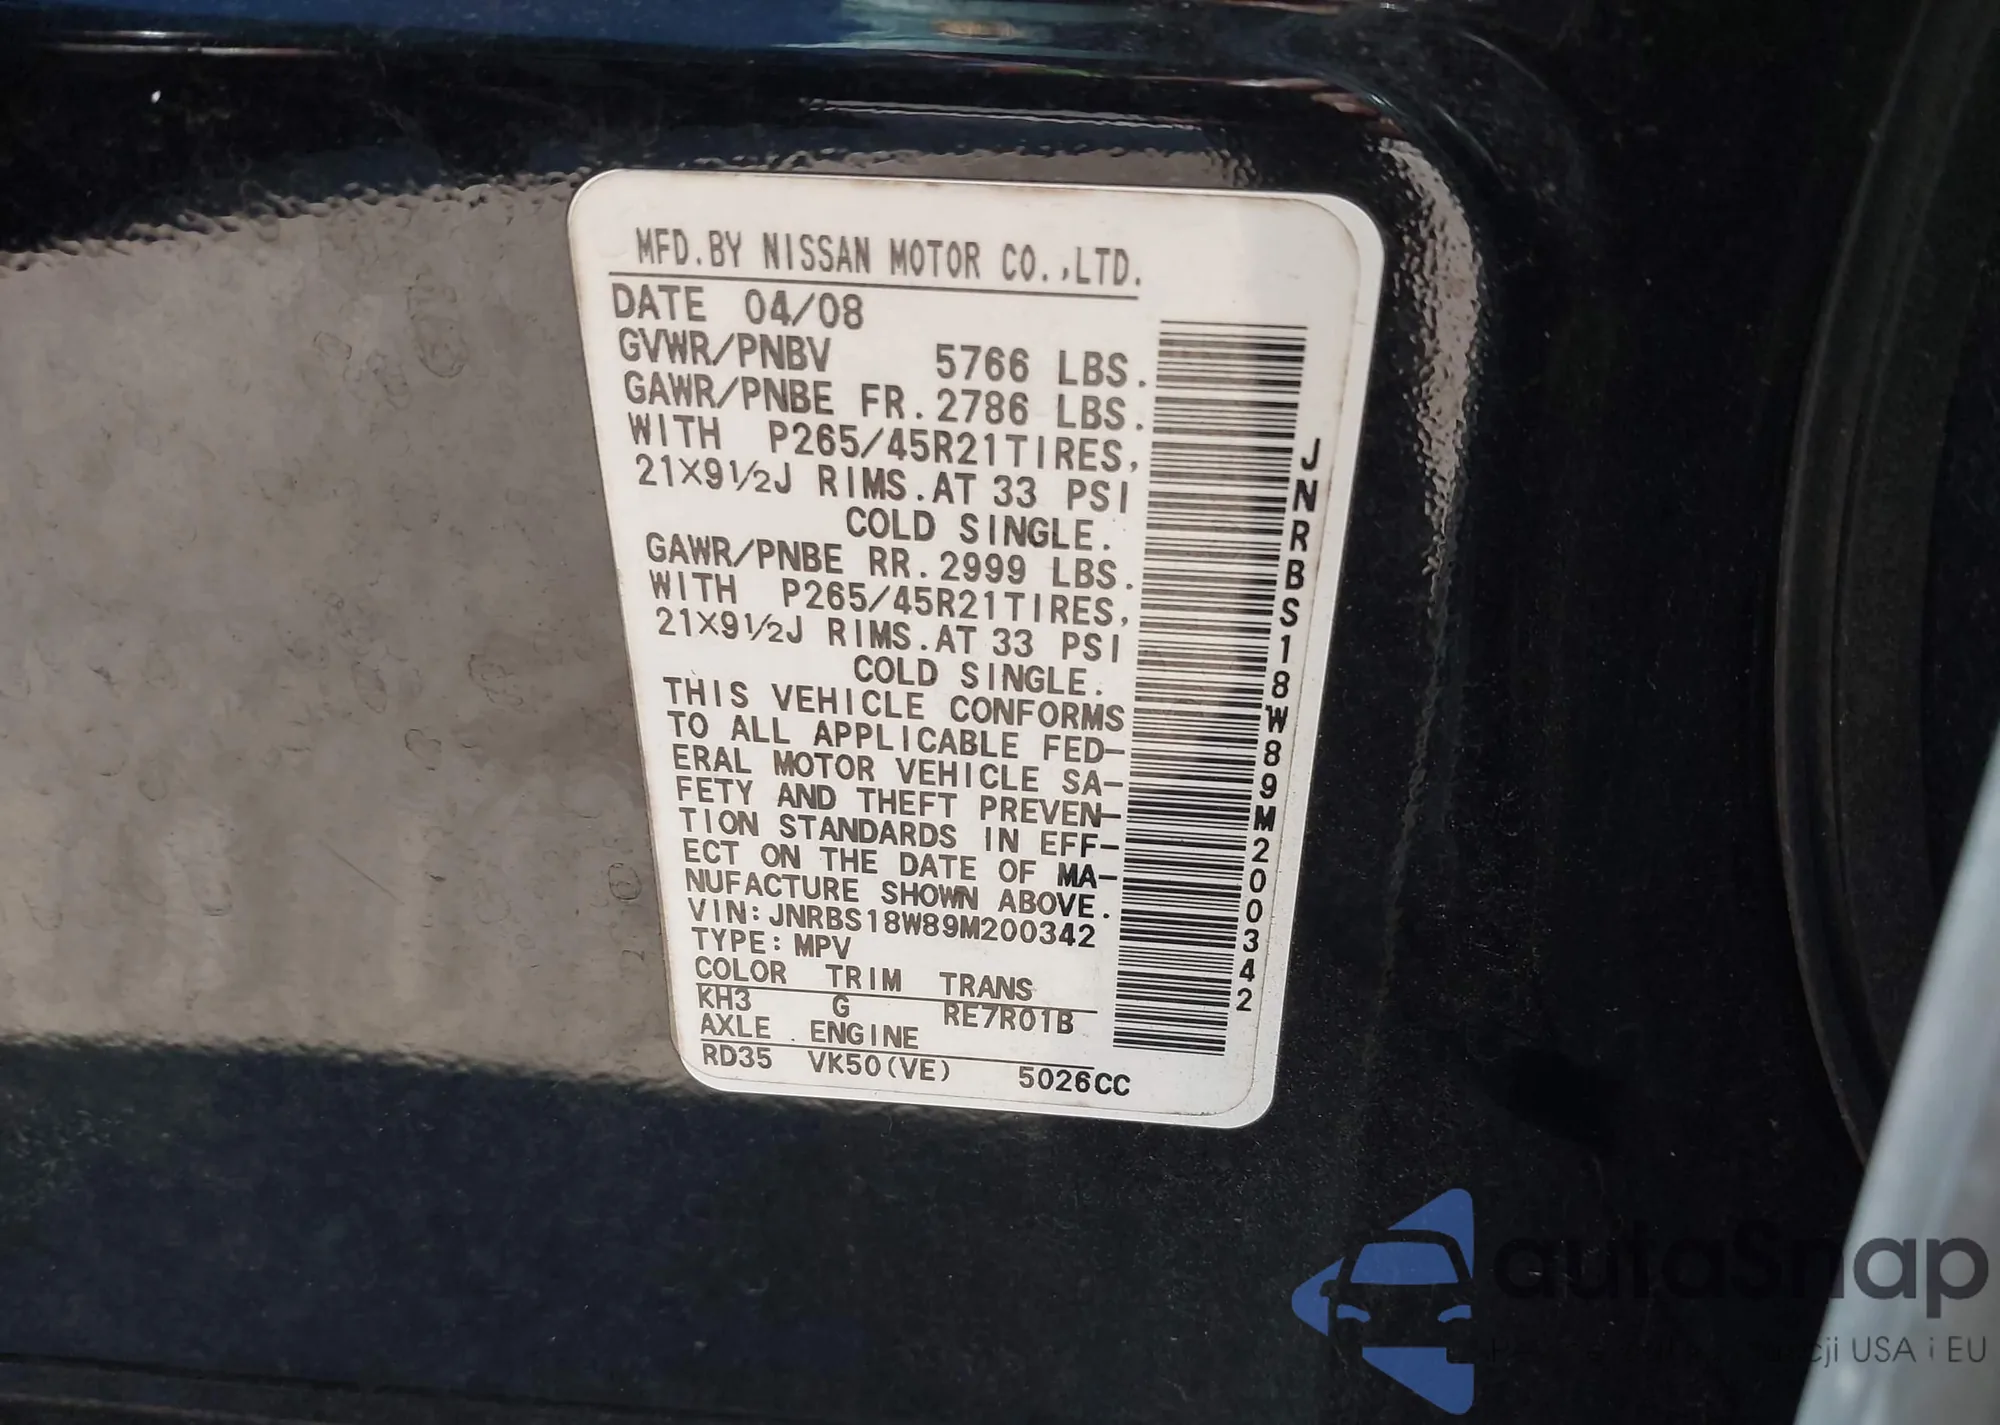 MFD.BY NISSAN MOTOR CO.,LTD.
DATE 04/08
GVWR/PNBV 5766 LBS.
GAWR/PNBE FR.2786 LBS.
WITH P265/45R21TIRES,
21X9½J RIMS.AT 33 PSI
COLD SINGLE.
GAWR/PNBE RR.2999 LBS.
WITH P265/45R21TIRES,
21X9½J RIMS.AT 33 PSI
COLD SINGLE.
THIS VEHICLE CONFORMS
TO ALL APPLICABLE FED-
ERAL MOTOR VEHICLE SA-
FETY AND THEFT PREVEN-
TION STANDARDS IN EFF-
ECT ON THE DATE OF MA-
NUFACTURE SHOWN ABOVE.
VIN:JNRBS18W89M200342
TYPE:MPV
COLOR TRIM TRANS
KH3 G RE7R01B
AXLE ENGINE
RD35 VK50(VE) 5026CC
JNRBS18W89M200342
autoSnap
USA i EU